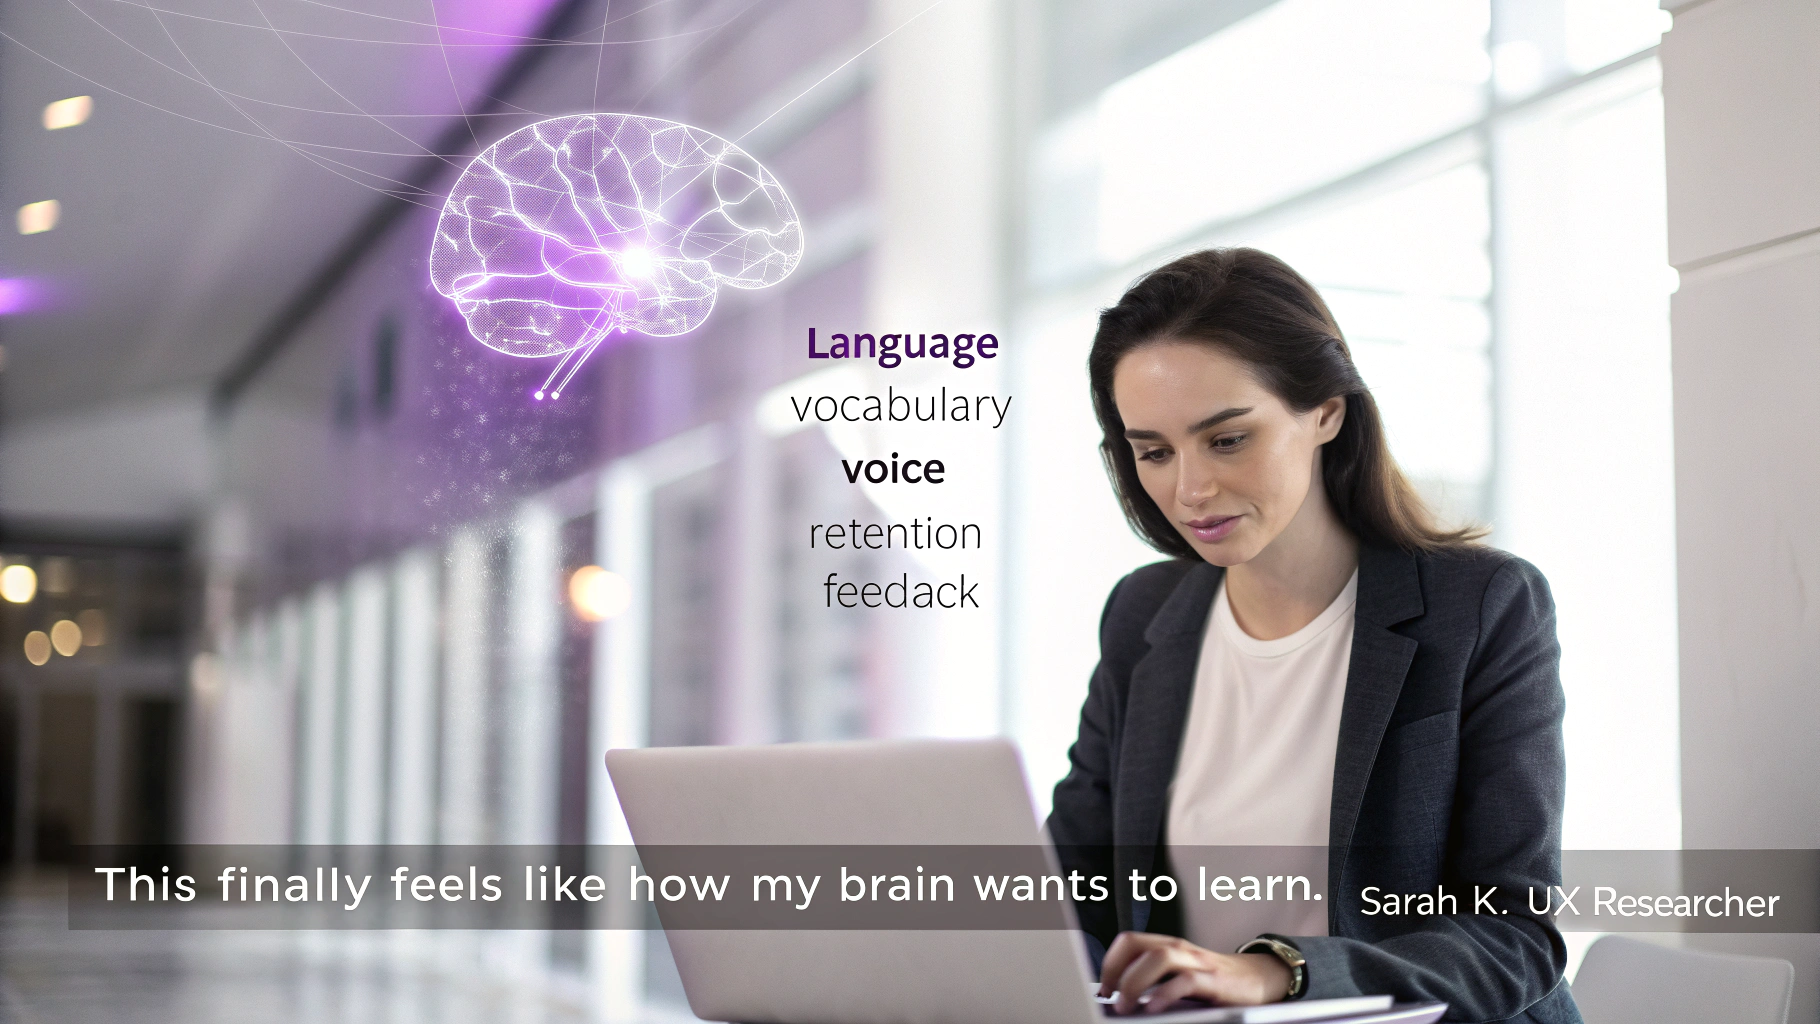 Language
vocabulary
voice
retention
feedack
This finally feels like how my brain wants to learn.
Sarah K. UX Researcher